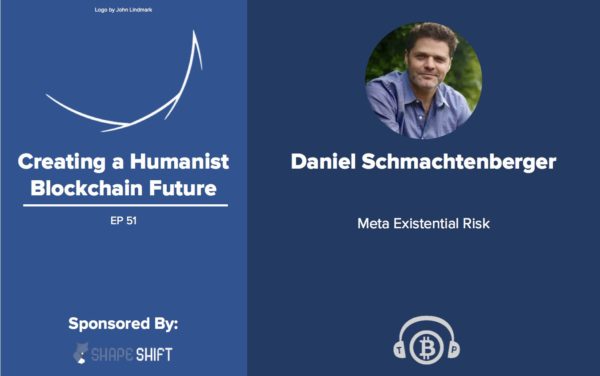 Logo by John Lindmark
Creating a Humanist
Blockchain Future
EP 51
Sponsored By:
SHAPESHIFT
Daniel Schmachtenberger
Meta Existential Risk
T ₿ P